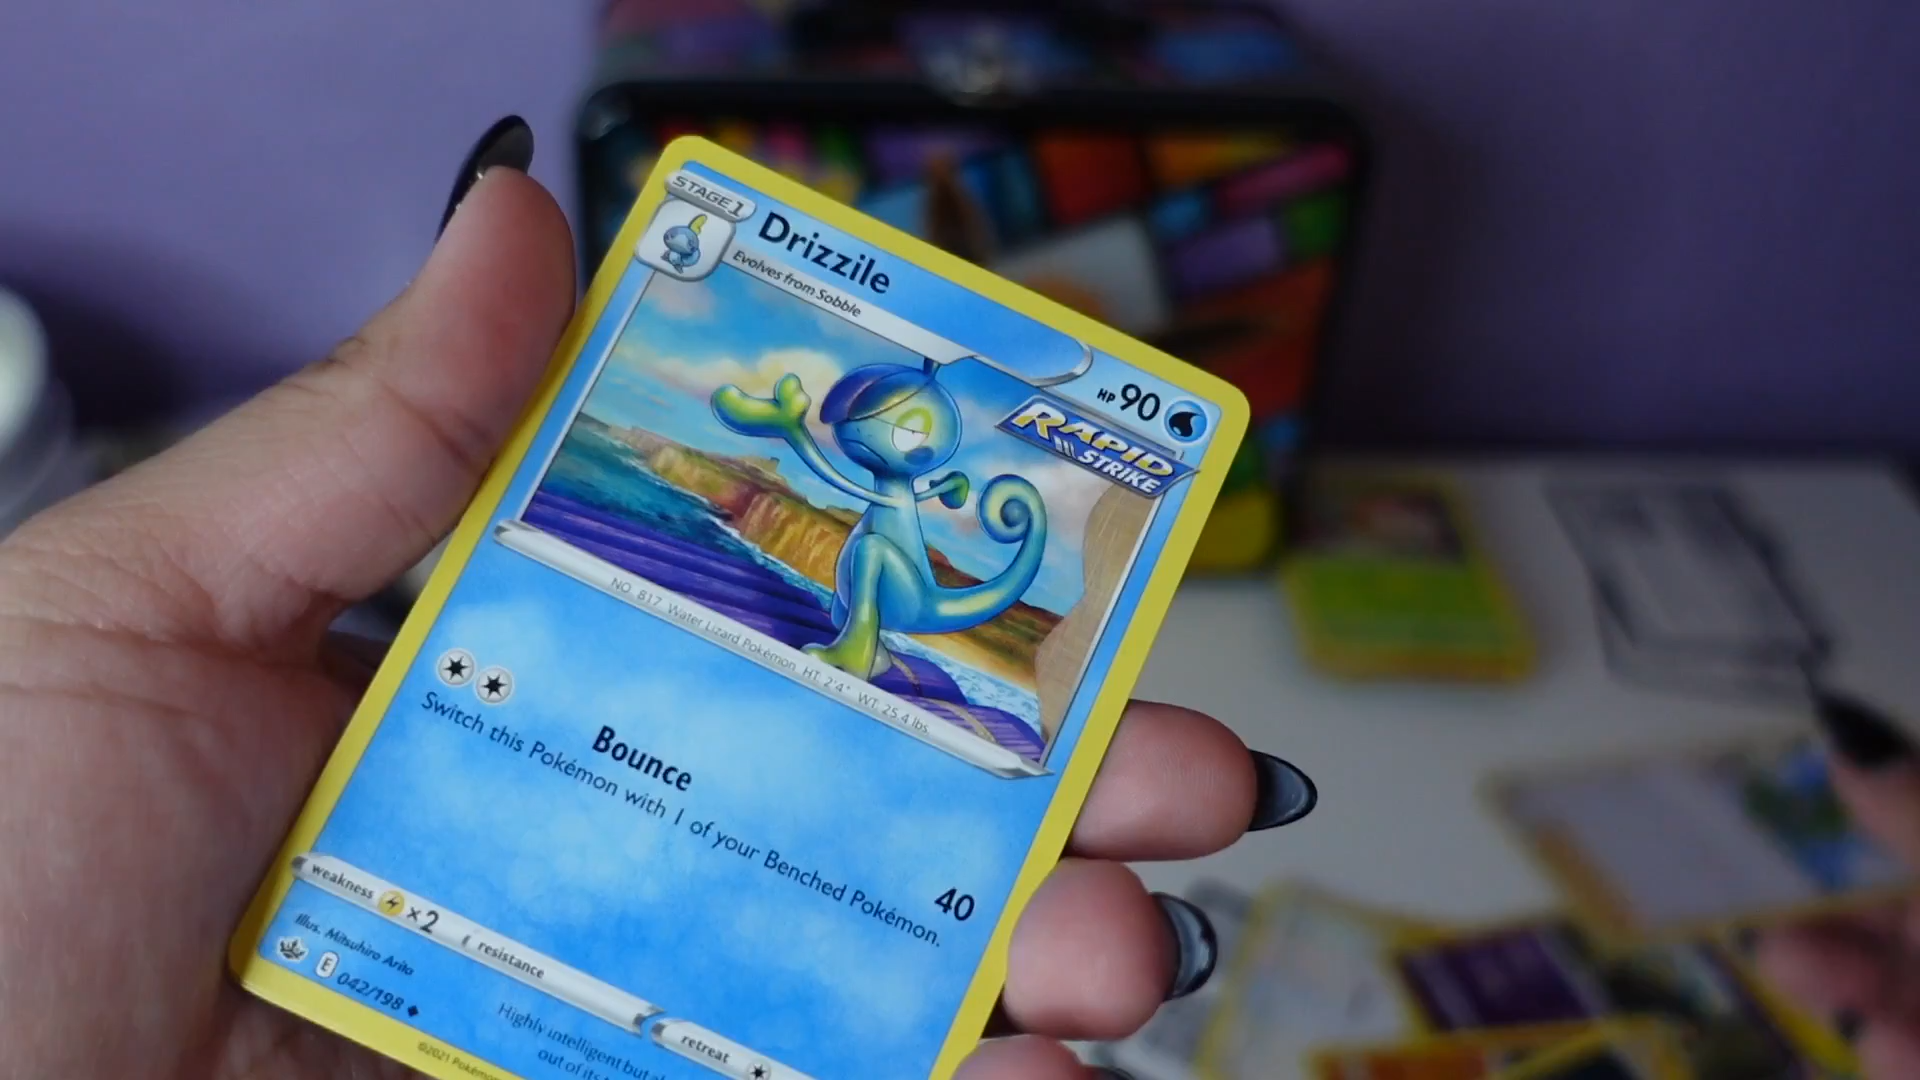 STAGE 1
Drizzile
Evolves from Sobble
HP 90
RAPID
STRIKE
NO. 817 Water Lizard Pokémon HT: 2'4" WT: 25.4 lbs.
Bounce
40
Switch this Pokémon with 1 of your Benched Pokémon.
weakness ×2 resistance
retreat
Illus. Mitsuhiro Arita
E 042/198
Highly intelligent but
out of its
©2021 Pokémon